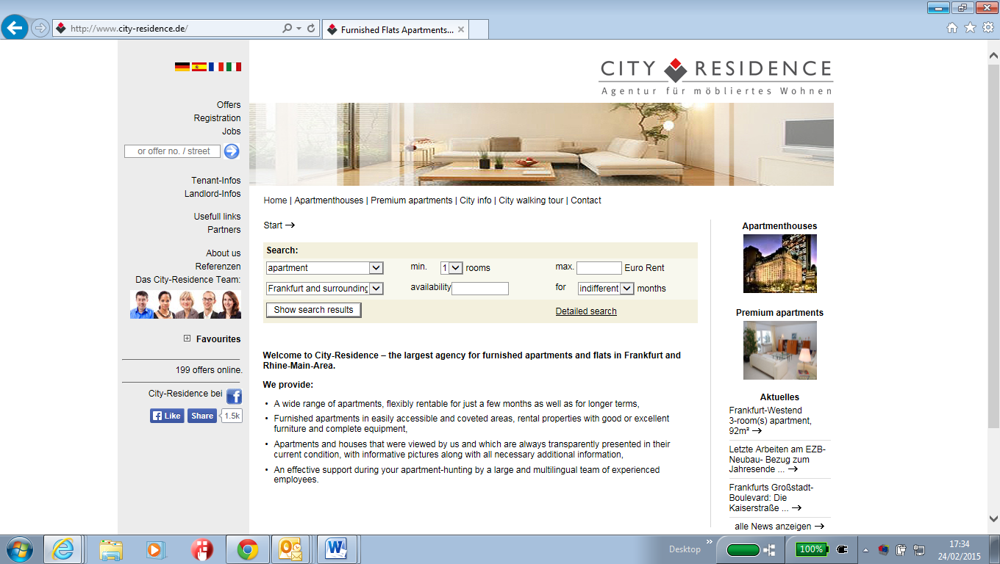 http://www.city-residence.de/
Furnished Flats Apartments...
CITY RESIDENCE
Agentur für möbliertes Wohnen
Offers
Registration
Jobs
or offer no. / street
Tenant-Infos
Landlord-Infos
Usefull links
Partners
About us
Referenzen
Das City-Residence Team:
Favourites
199 offers online.
City-Residence bei
Like
Share
1.5k
Home | Apartmenthouses | Premium apartments | City info | City walking tour | Contact
Start
Search:
apartment
min.
1
rooms
max.
Euro Rent
Frankfurt and surrounding
availability
for
indifferent
months
Show search results
Detailed search
Welcome to City-Residence – the largest agency for furnished apartments and flats in Frankfurt and
Rhine-Main-Area.
We provide:
• A wide range of apartments, flexibly rentable for just a few months as well as for longer terms,
• Furnished apartments in easily accessible and coveted areas, rental properties with good or excellent
furniture and complete equipment,
• Apartments and houses that were viewed by us and which are always transparently presented in their
current condition, with informative pictures along with all necessary additional information,
• An effective support during your apartment-hunting by a large and multilingual team of experienced
employees.
Apartmenthouses
Premium apartments
Aktuelles
Frankfurt-Westend
3-room(s) apartment,
92m²
Letzte Arbeiten am EZB-
Neubau- Bezug zum
Jahresende ...
Frankfurts Großstadt-
Boulevard: Die
Kaiserstraße ...
alle News anzeigen
Desktop
100%
17:34
24/02/2015